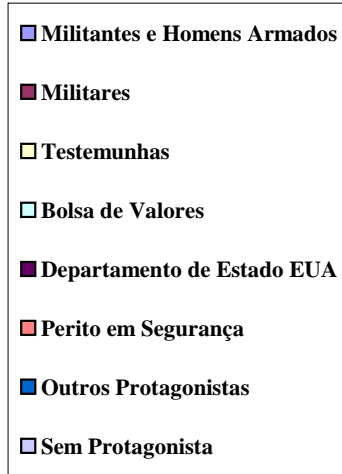 Militantes e Homens Armados
Militares
Testemunhas
Bolsa de Valores
Departamento de Estado EUA
Perito em Segurança
Outros Protagonistas
Sem Protagonista